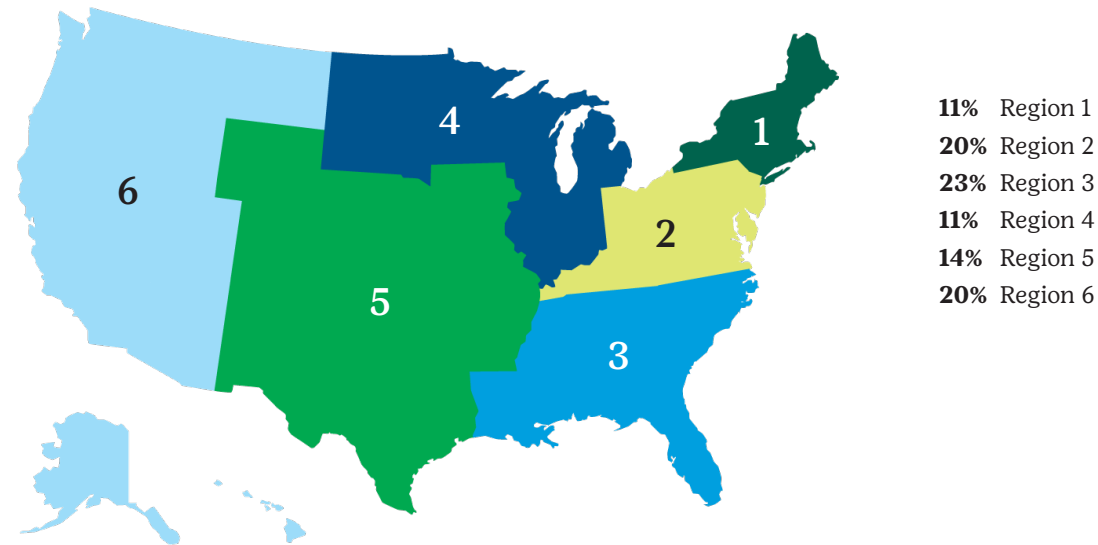 1
4
6
2
5
3
11% Region 1
20% Region 2
23% Region 3
11% Region 4
14% Region 5
20% Region 6